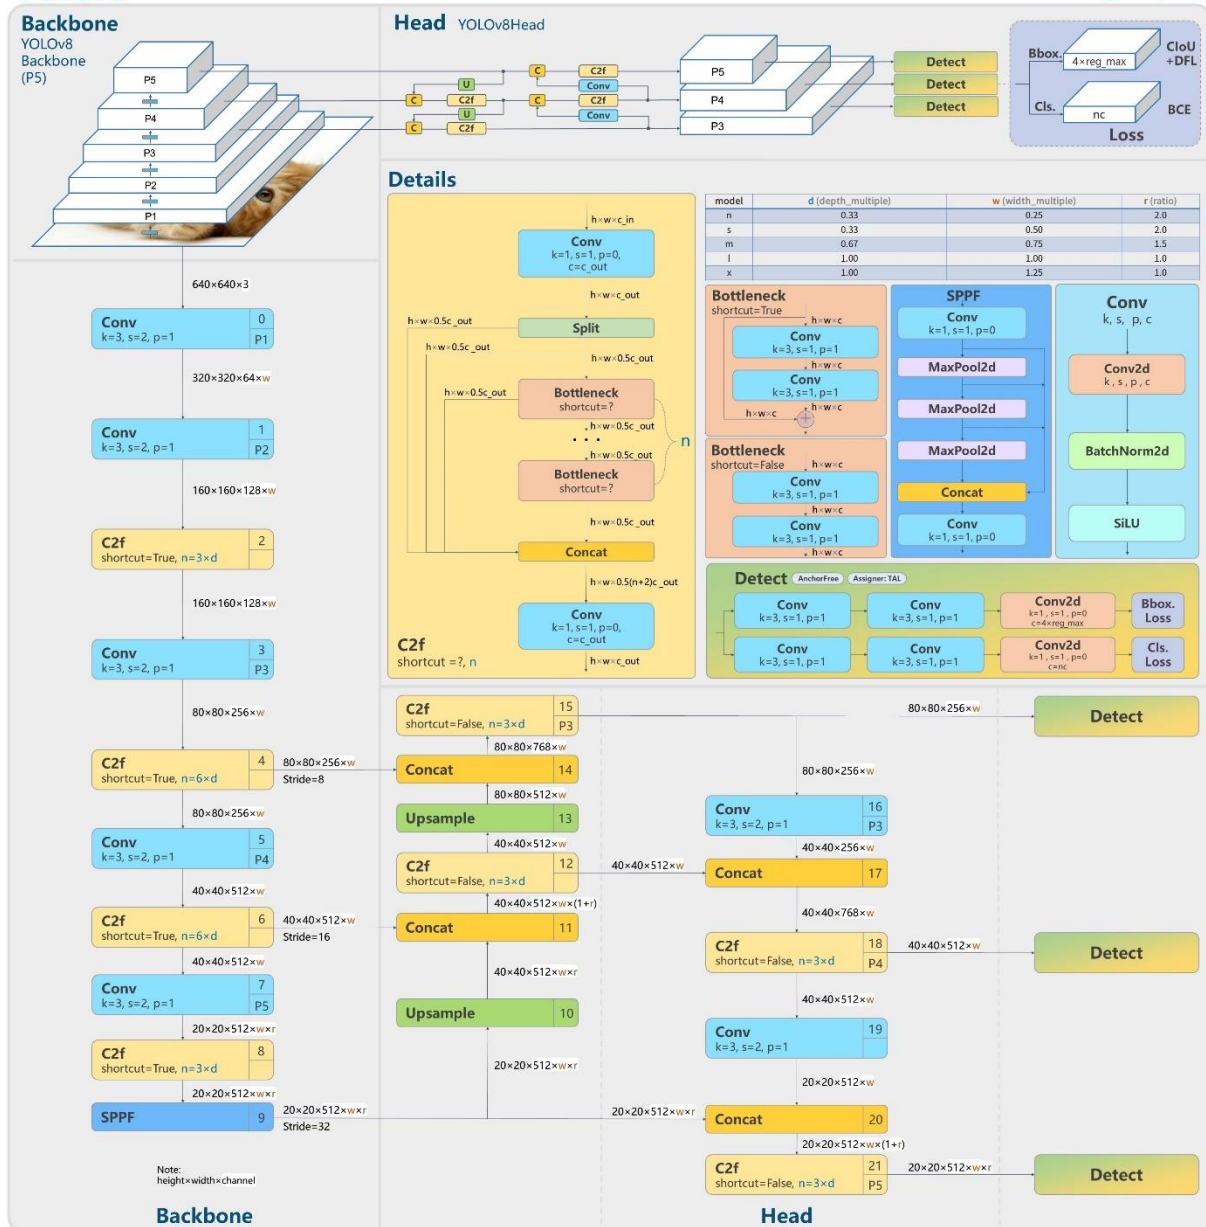 Backbone
YOLOv8
Backbone
(P5)
P5
P4
P3
P2
P1
Head YOLOv8Head
C
C2f
U
Conv
C
C2f
C
C2f
U
Conv
C
C2f
P5
P4
P3
Detect
Detect
Detect
Bbox.
4×reg_max
CIoU
+DFL
Cls.
nc
BCE
Loss
Details
h×w×c_in
Conv
k=1, s=1, p=0,
c=c_out
h×w×c_out
h×w×0.5c_out
Split
h×w×0.5c_out
h×w×0.5c_out
h×w×0.5c_out
Bottleneck
shortcut=?
h×w×0.5c_out
· · ·
n
h×w×0.5c_out
Bottleneck
shortcut=?
h×w×0.5c_out
Concat
h×w×0.5(n+2)c_out
Conv
k=1, s=1, p=0,
c=c_out
C2f
shortcut =?, n
h×w×c_out
model d (depth_multiple) w (width_multiple) r (ratio)
n 0.33 0.25 2.0
s 0.33 0.50 2.0
m 0.67 0.75 1.5
l 1.00 1.00 1.0
x 1.00 1.25 1.0
Bottleneck
shortcut=True
h×w×c
Conv
k=3, s=1, p=1
h×w×c
Conv
k=3, s=1, p=1
h×w×c
h×w×c
+
Bottleneck
shortcut=False
h×w×c
Conv
k=3, s=1, p=1
h×w×c
Conv
k=3, s=1, p=1
h×w×c
SPPF
Conv
k=1, s=1, p=0
MaxPool2d
MaxPool2d
MaxPool2d
Concat
Conv
k=1, s=1, p=0
Conv
k, s, p, c
Conv2d
k , s , p , c
BatchNorm2d
SiLU
Detect AnchorFree Assigner: TAL
Conv
k=3, s=1, p=1
Conv
k=3, s=1, p=1
Conv2d
k=1 , s=1 , p=0
c=4×reg_max
Bbox.
Loss
Conv
k=3, s=1, p=1
Conv
k=3, s=1, p=1
Conv2d
k=1 , s=1 , p=0
c=nc
Cls.
Loss
640×640×3
Conv
k=3, s=2, p=1
0
P1
320×320×64×w
Conv
k=3, s=2, p=1
1
P2
160×160×128×w
C2f
shortcut=True, n=3×d
2
160×160×128×w
Conv
k=3, s=2, p=1
3
P3
80×80×256×w
C2f
shortcut=True, n=6×d
4
80×80×256×w
Stride=8
80×80×256×w
Conv
k=3, s=2, p=1
5
P4
40×40×512×w
C2f
shortcut=True, n=6×d
6
40×40×512×w
Stride=16
40×40×512×w
Conv
k=3, s=2, p=1
7
P5
20×20×512×w×r
C2f
shortcut=True, n=3×d
8
20×20×512×w×r
SPPF
9
20×20×512×w×r
Stride=32
Note:
height×width×channel
Backbone
C2f
shortcut=False, n=3×d
15
P3
80×80×768×w
Concat
14
80×80×512×w
Upsample
13
40×40×512×w
C2f
shortcut=False, n=3×d
12
40×40×512×w
40×40×512×w×(1+r)
Concat
11
40×40×512×w×r
Upsample
10
20×20×512×w×r
80×80×256×w
Detect
80×80×256×w
Conv
k=3, s=2, p=1
16
P3
40×40×256×w
Concat
17
40×40×768×w
C2f
shortcut=False, n=3×d
18
P4
40×40×512×w
Detect
40×40×512×w
Conv
k=3, s=2, p=1
19
20×20×512×w
20×20×512×w×r
Concat
20
20×20×512×w×(1+r)
C2f
shortcut=False, n=3×d
21
P5
20×20×512×w×r
Detect
Head